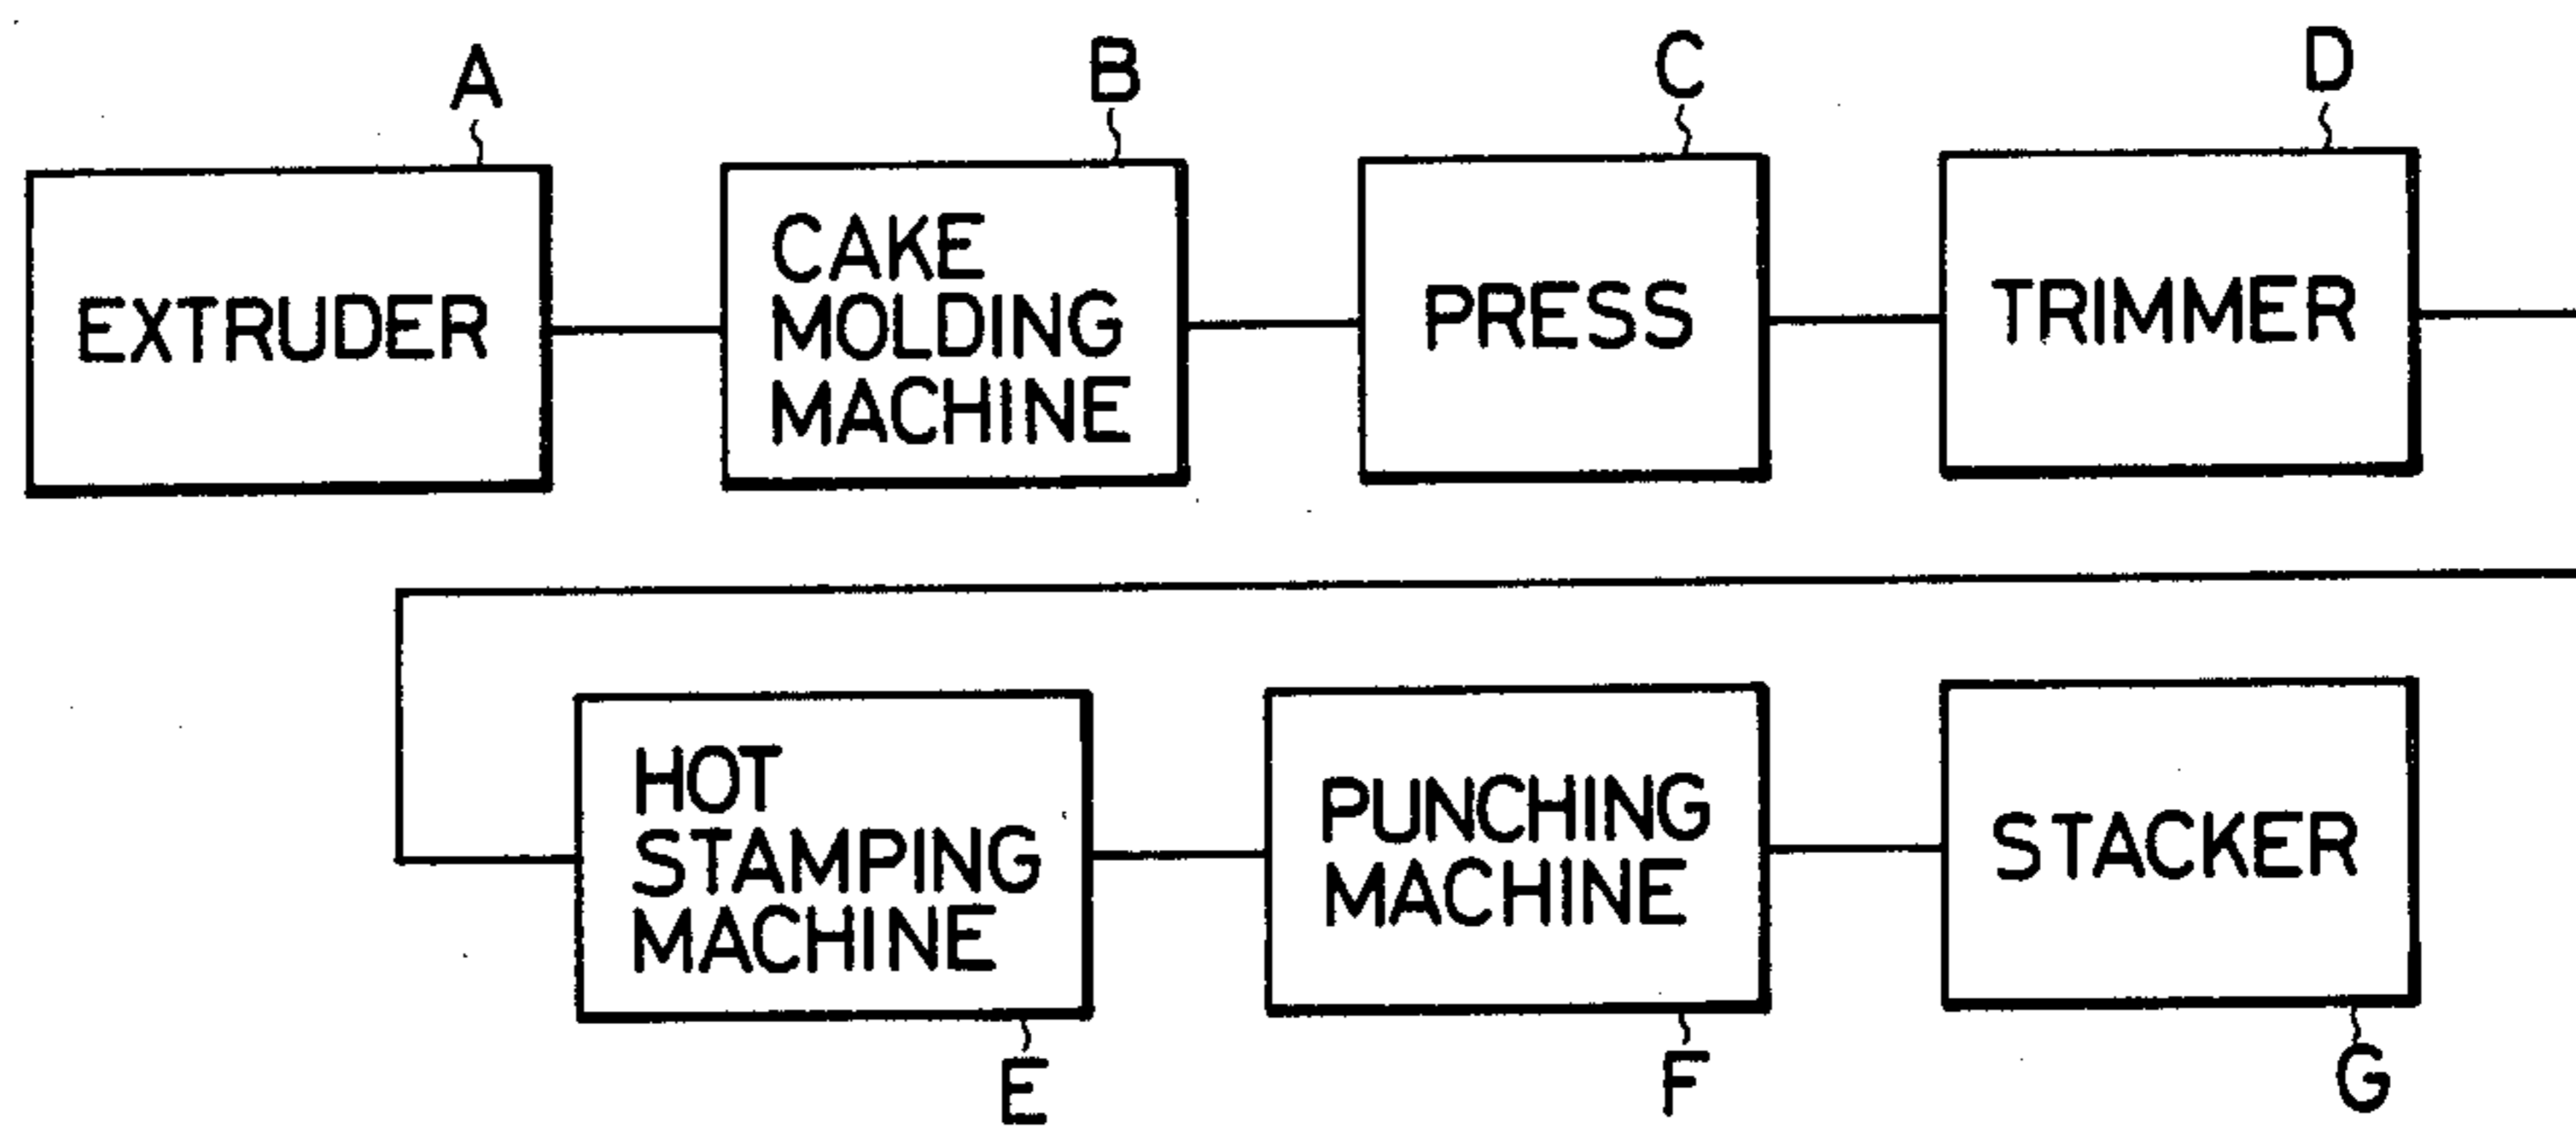 A
B
C
D
EXTRUDER
CAKE
MOLDING
MACHINE
PRESS
TRIMMER
HOT
STAMPING
MACHINE
PUNCHING
MACHINE
STACKER
E
F
G